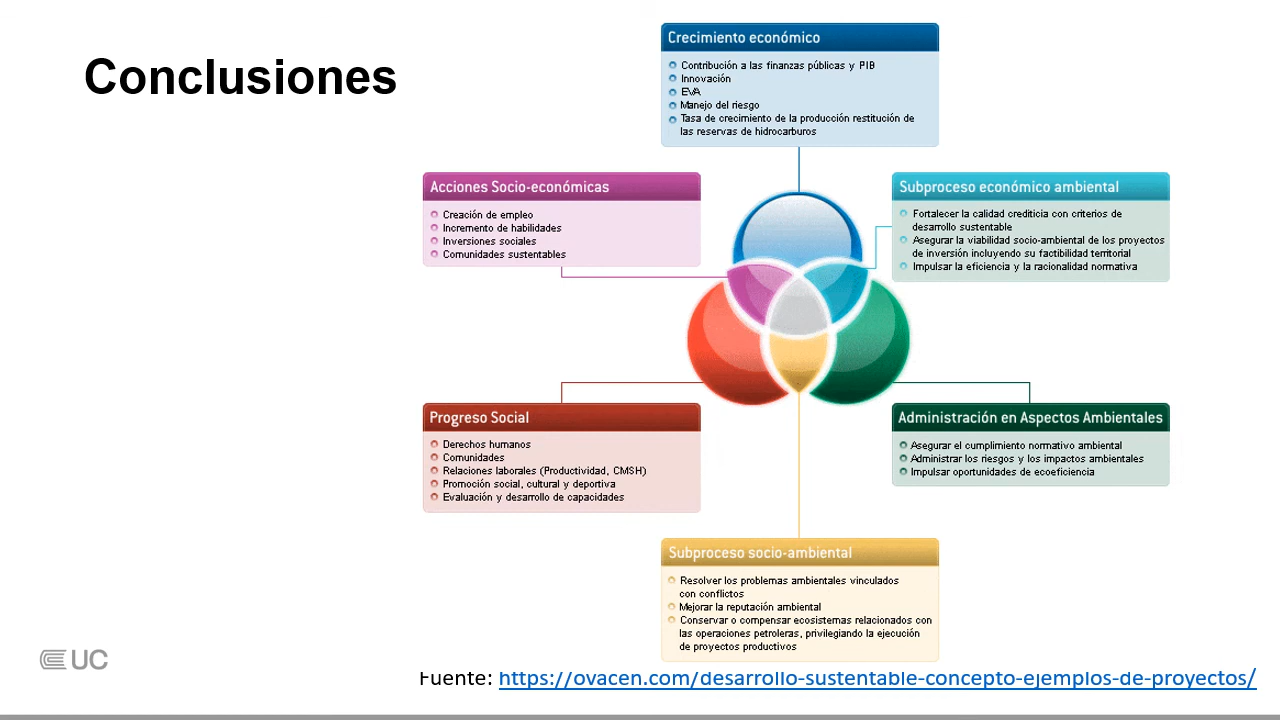 Conclusiones
Crecimiento económico
Contribución a las finanzas públicas y PIB
Innovación
EVA
Manejo del riesgo
Tasa de crecimiento de la producción restitución de
las reservas de hidrocarburos
Acciones Socio-económicas
Creación de empleo
Incremento de habilidades
Inversiones sociales
Comunidades sustentables
Subproceso económico ambiental
Fortalecer la calidad crediticia con criterios de
desarrollo sustentable
Asegurar la viabilidad socio-ambiental de los proyectos
de inversión incluyendo su factibilidad territorial
Impulsar la eficiencia y la racionalidad normativa
Progreso Social
Derechos humanos
Comunidades
Relaciones laborales (Productividad, CMSH)
Promoción social, cultural y deportiva
Evaluación y desarrollo de capacidades
Administración en Aspectos Ambientales
Asegurar el cumplimiento normativo ambiental
Administrar los riesgos y los impactos ambientales
Impulsar oportunidades de ecoeficiencia
Subproceso socio-ambiental
Resolver los problemas ambientales vinculados
con conflictos
Mejorar la reputación ambiental
Conservar o compensar ecosistemas relacionados con
las operaciones petroleras, privilegiando la ejecución
de proyectos productivos
UC
Fuente: https://ovacen.com/desarrollo-sustentable-concepto-ejemplos-de-proyectos/